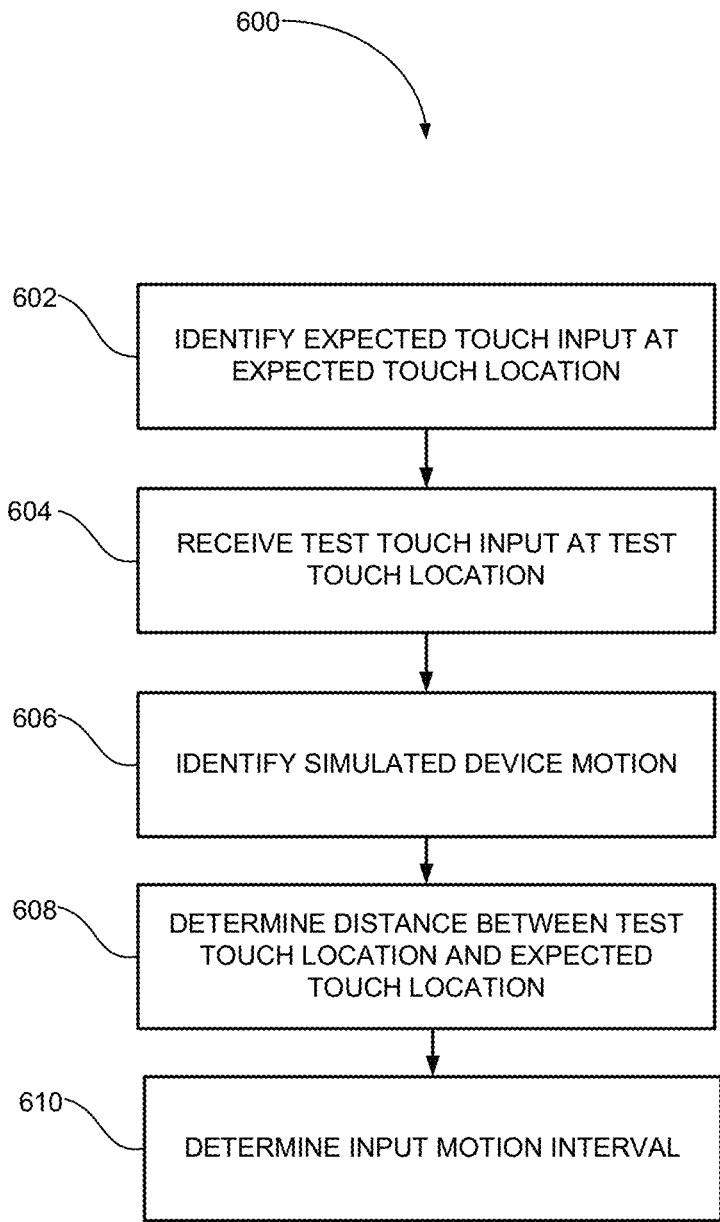 600
602
IDENTIFY EXPECTED TOUCH INPUT AT
EXPECTED TOUCH LOCATION
604
RECEIVE TEST TOUCH INPUT AT TEST
TOUCH LOCATION
606
IDENTIFY SIMULATED DEVICE MOTION
608
DETERMINE DISTANCE BETWEEN TEST
TOUCH LOCATION AND EXPECTED
TOUCH LOCATION
610
DETERMINE INPUT MOTION INTERVAL